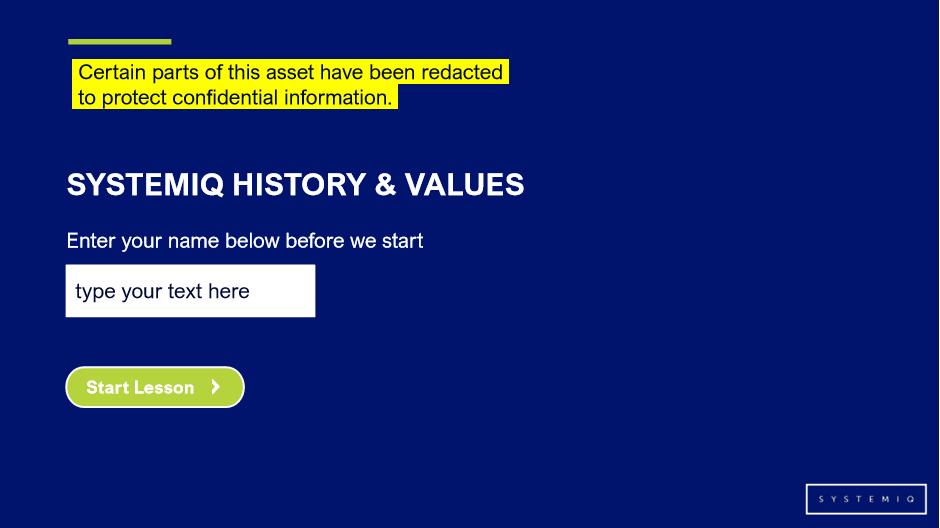 Certain parts of this asset have been redacted
to protect confidential information.
SYSTEMIQ HISTORY & VALUES
Enter your name below before we start
type your text here
Start Lesson
SYSTEMIQ